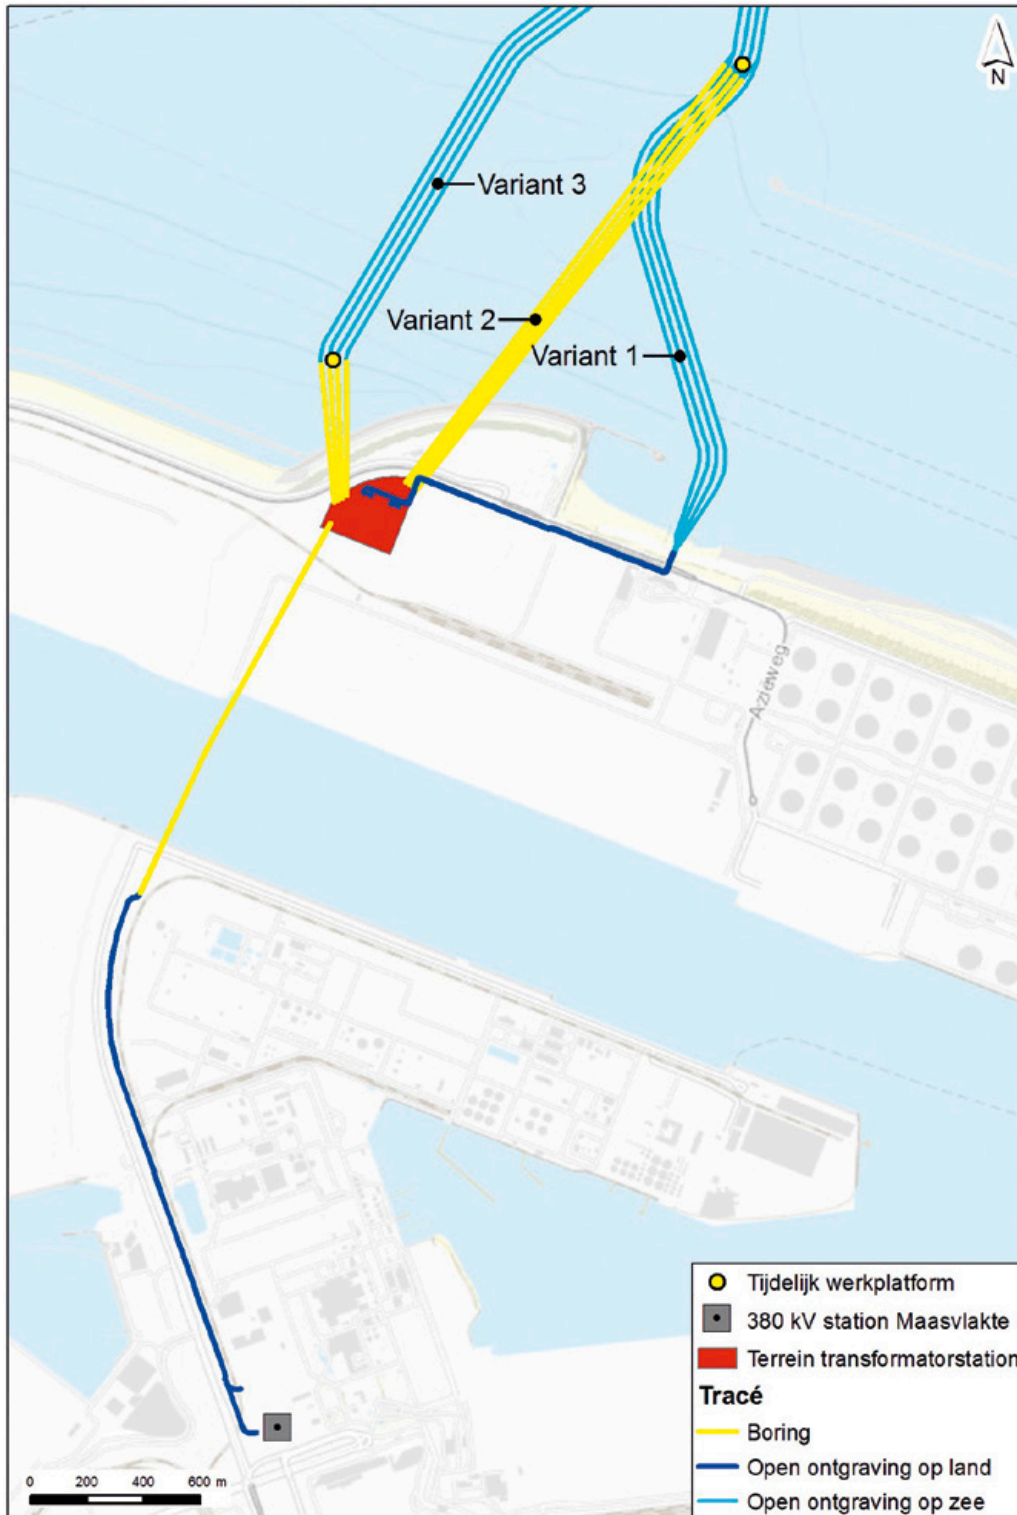 N
Variant 3
Variant 2
Variant 1
Azieweg
Tijdelijk werkplatform
380 kV station Maasvlakte
Terrein transformatorstation
Tracé
Boring
Open ontgraving op land
Open ontgraving op zee
0 200 400 600 m